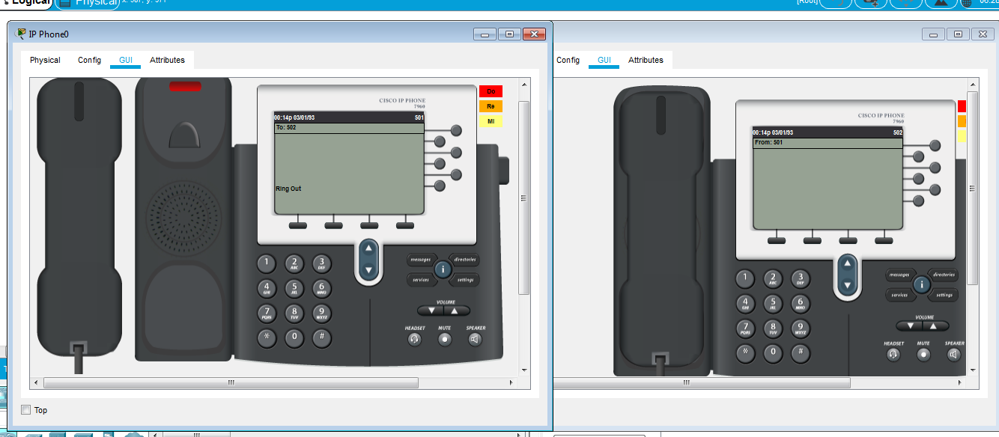 Logical
Physical
x: 587, y: 571
[Root]
IP Phone0
Physical Config GUI Attributes
CISCO IP PHONE
7960
00:14p 03/01/93 501
To: 502
Ring Out
Do
Re
MI
1
2 ABC
3 DEF
4 GHI
5 JKL
6 MNO
7 PQRS
8 TUV
9 WXYZ
*
0
#
messages directories
i
services settings
VOLUME
HEADSET MUTE SPEAKER
Top
Config GUI Attributes
CISCO IP PHONE
7960
00:14p 03/01/93 502
From: 501
1
2 ABC
3 DEF
4 GHI
5 JKL
6 MNO
7 PQRS
8 TUV
9 WXYZ
*
0
#
messages directories
i
services settings
VOLUME
HEADSET MUTE SPEAKER